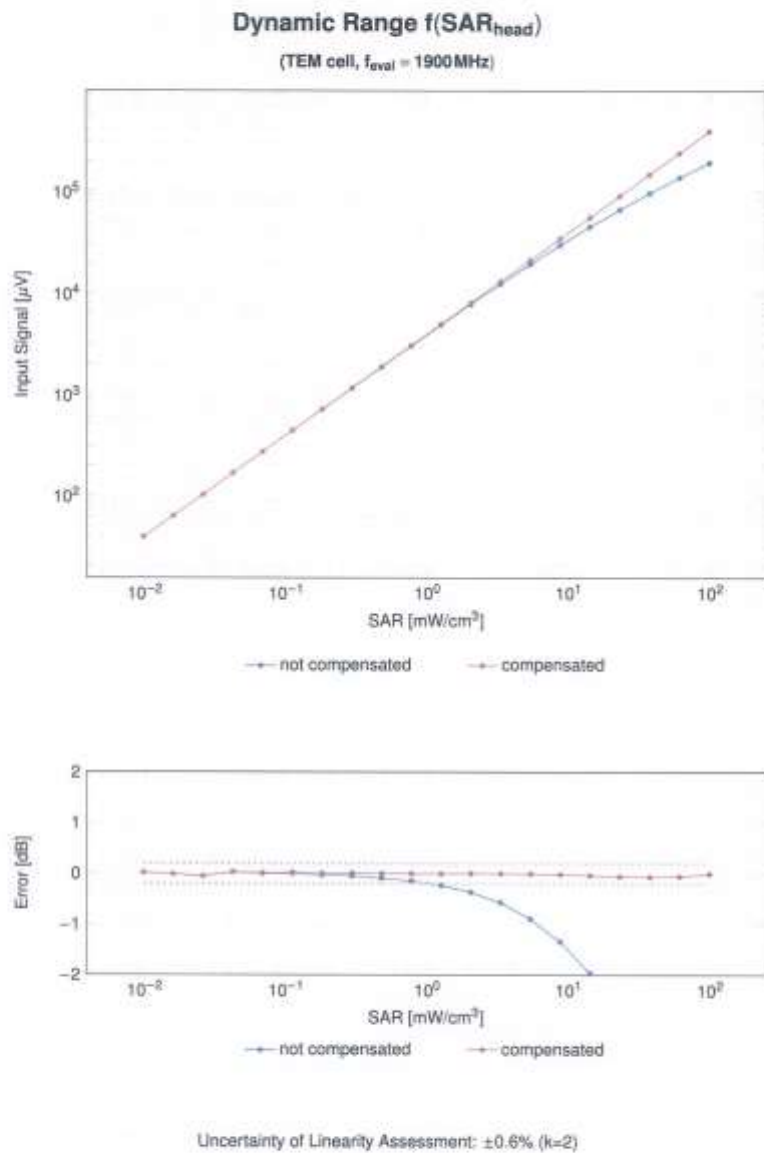 Dynamic Range f(SARhead)
(TEM cell, feval = 1900 MHz)
Input Signal [µV]
10⁵
10⁴
10³
10²
10⁻² 10⁻¹ 10⁰ 10¹ 10²
SAR [mW/cm³]
not compensated compensated
Error [dB]
2
1
0
−1
−2
10⁻² 10⁻¹ 10⁰ 10¹ 10²
SAR [mW/cm³]
not compensated compensated
Uncertainty of Linearity Assessment: ±0.6% (k=2)